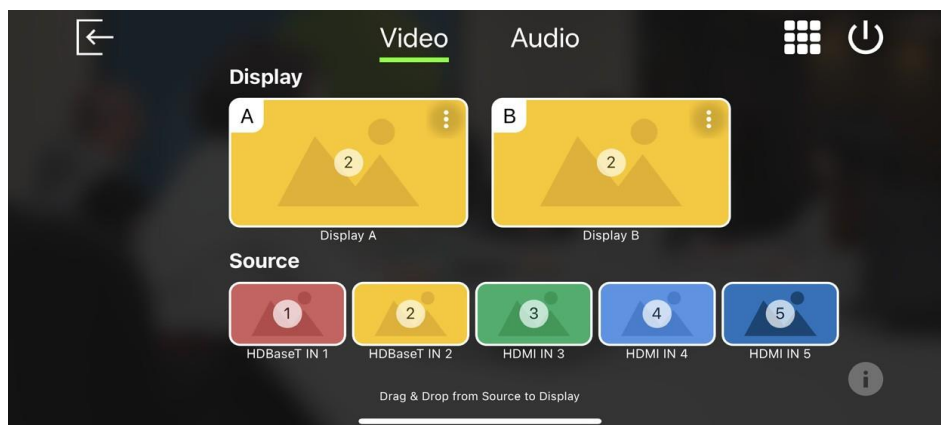 Video Audio
Display
A B
2 2
Display A Display B
Source
1 2 3 4 5
HDBaseT IN 1 HDBaseT IN 2 HDMI IN 3 HDMI IN 4 HDMI IN 5
i
Drag & Drop from Source to Display